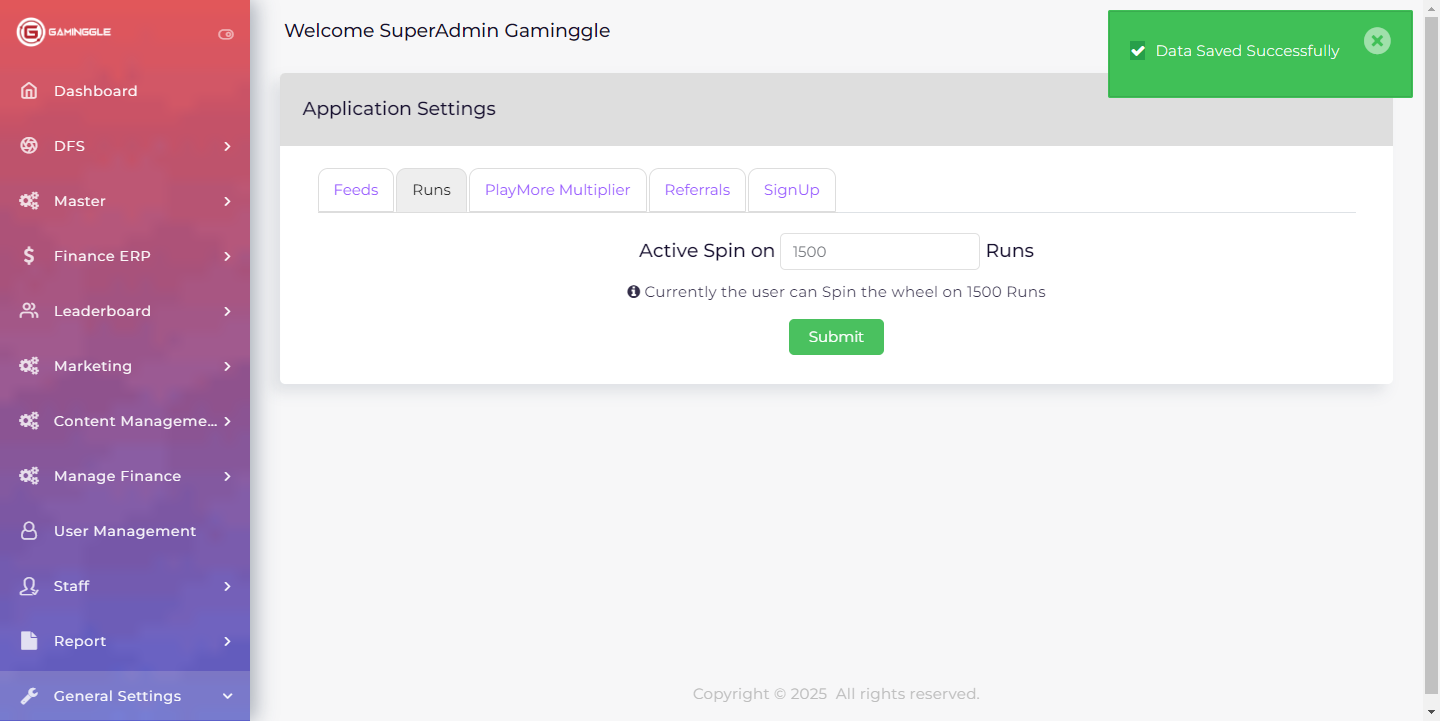 GAMINGGLE
Dashboard
DFS
Master
Finance ERP
Leaderboard
Marketing
Content Manageme...
Manage Finance
User Management
Staff
Report
General Settings
Welcome SuperAdmin Gaminggle
Data Saved Successfully
Application Settings
Feeds Runs PlayMore Multiplier Referrals SignUp
Active Spin on 1500 Runs
Currently the user can Spin the wheel on 1500 Runs
Submit
Copyright © 2025 All rights reserved.